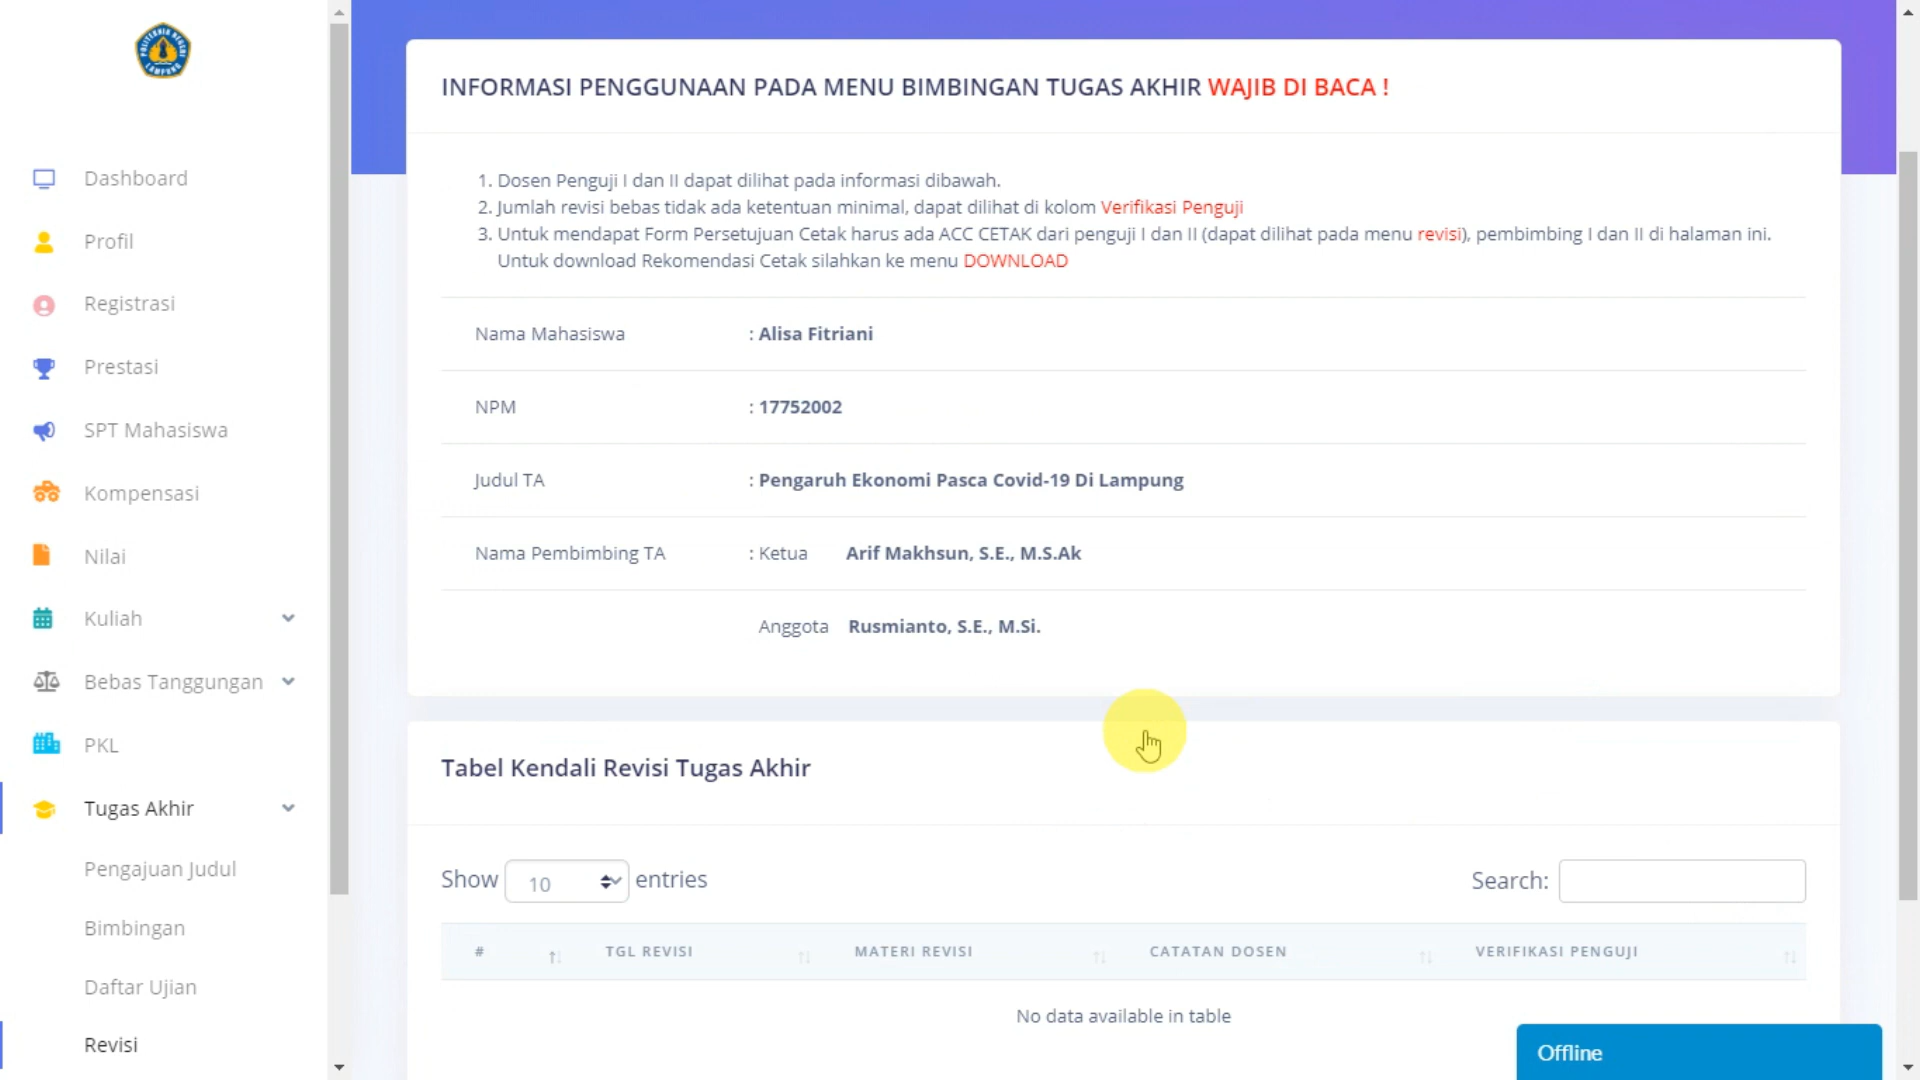 POLITEKNIK NEGERI
LAMPUNG
Dashboard
Profil
Registrasi
Prestasi
SPT Mahasiswa
Kompensasi
Nilai
Kuliah
Bebas Tanggungan
PKL
Tugas Akhir
Pengajuan Judul
Bimbingan
Daftar Ujian
Revisi
INFORMASI PENGGUNAAN PADA MENU BIMBINGAN TUGAS AKHIR WAJIB DI BACA !
1. Dosen Penguji I dan II dapat dilihat pada informasi dibawah.
2. Jumlah revisi bebas tidak ada ketentuan minimal, dapat dilihat di kolom Verifikasi Penguji
3. Untuk mendapat Form Persetujuan Cetak harus ada ACC CETAK dari penguji I dan II (dapat dilihat pada menu revisi), pembimbing I dan II di halaman ini.
Untuk download Rekomendasi Cetak silahkan ke menu DOWNLOAD
Nama Mahasiswa : Alisa Fitriani
NPM : 17752002
Judul TA : Pengaruh Ekonomi Pasca Covid-19 Di Lampung
Nama Pembimbing TA : Ketua Arif Makhsun, S.E., M.S.Ak
Anggota Rusmianto, S.E., M.Si.
Tabel Kendali Revisi Tugas Akhir
Show 10 entries Search:
# TGL REVISI MATERI REVISI CATATAN DOSEN VERIFIKASI PENGUJI
No data available in table
Offline